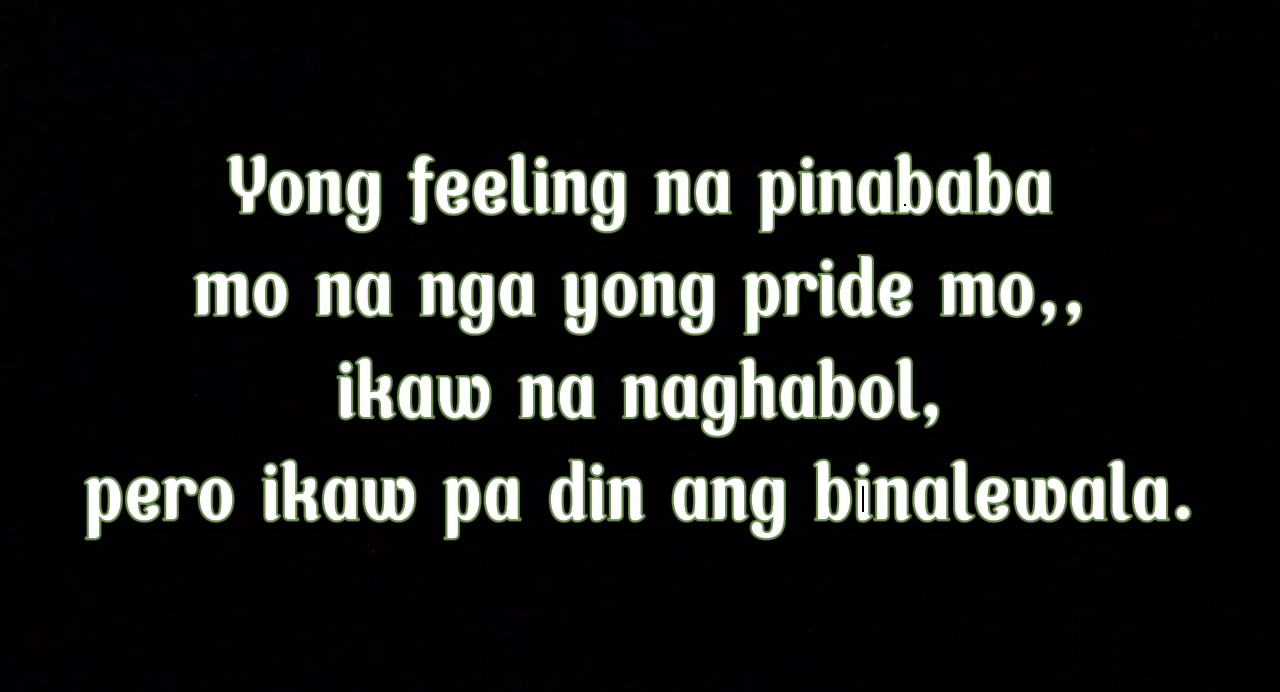 Yong feeling na pinababa
mo na nga yong pride mo,,
ikaw na naghabol,
pero ikaw pa din ang binalewala.